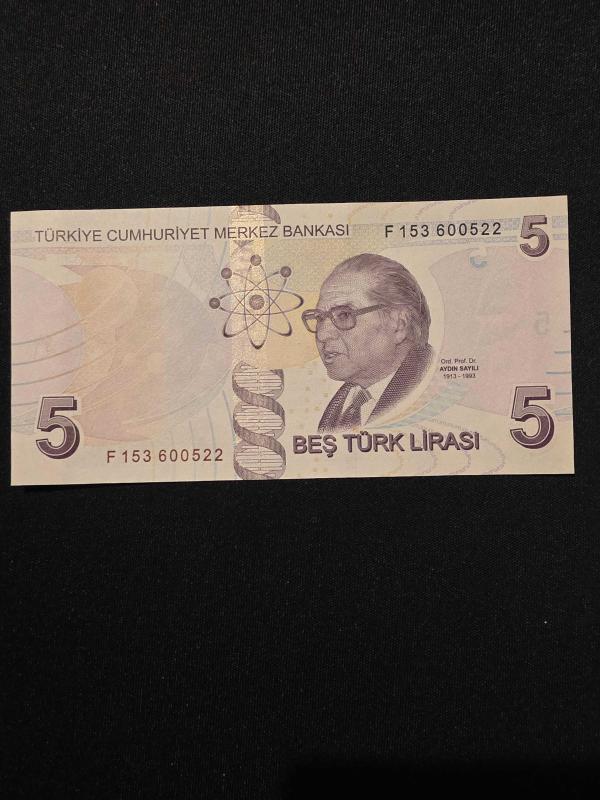 TÜRKİYE CUMHURİYET MERKEZ BANKASI
F 153 600522
5
Ord. Prof. Dr.
AYDIN SAYILI
1913 - 1993
5
5
F 153 600522
BEŞ TÜRK LİRASI